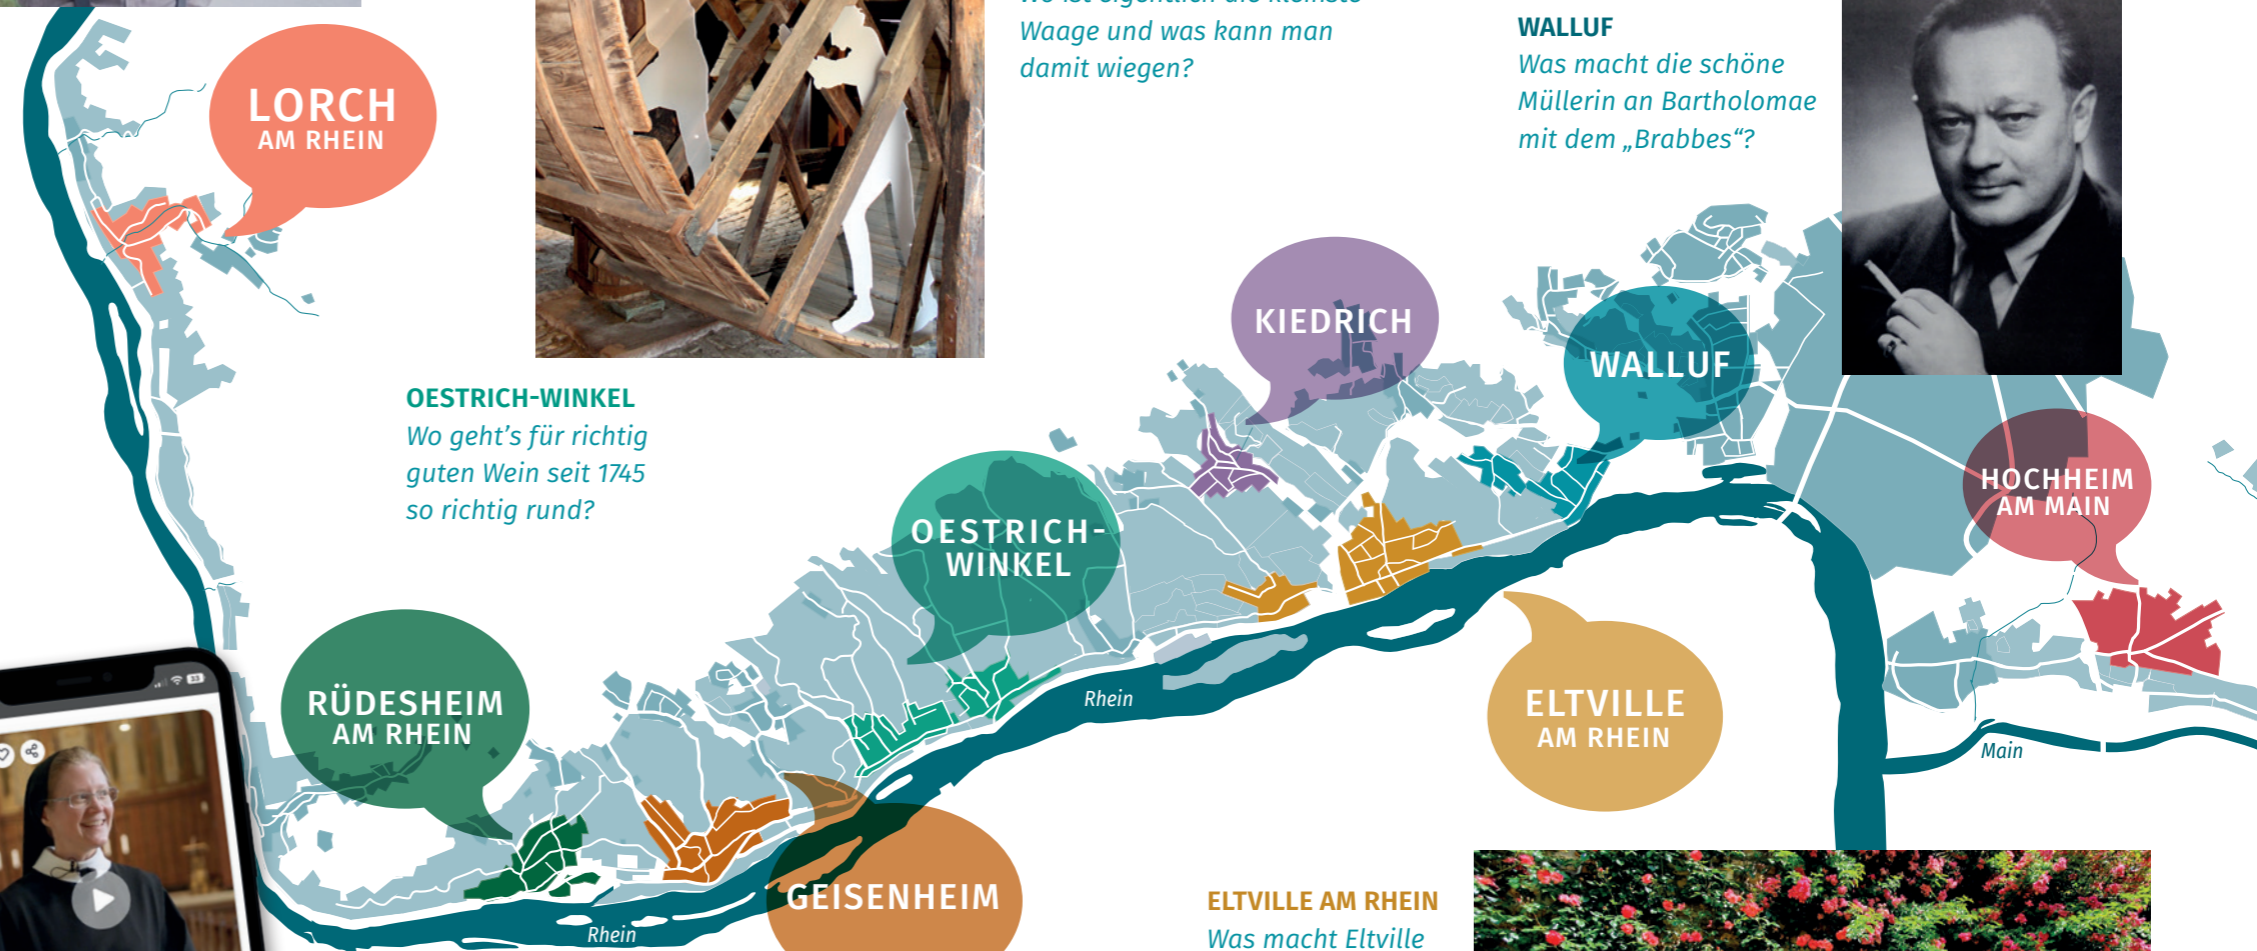 Waage und was kann man
damit wiegen?
WALLUF
Was macht die schöne
Müllerin an Bartholomae
mit dem „Brabbes“?
LORCH
AM RHEIN
KIEDRICH
WALLUF
OESTRICH-WINKEL
Wo geht’s für richtig
guten Wein seit 1745
so richtig rund?
HOCHHEIM
AM MAIN
OESTRICH-
WINKEL
RÜDESHEIM
AM RHEIN
Rhein
ELTVILLE
AM RHEIN
Main
GEISENHEIM
Rhein
ELTVILLE AM RHEIN
Was macht Eltville